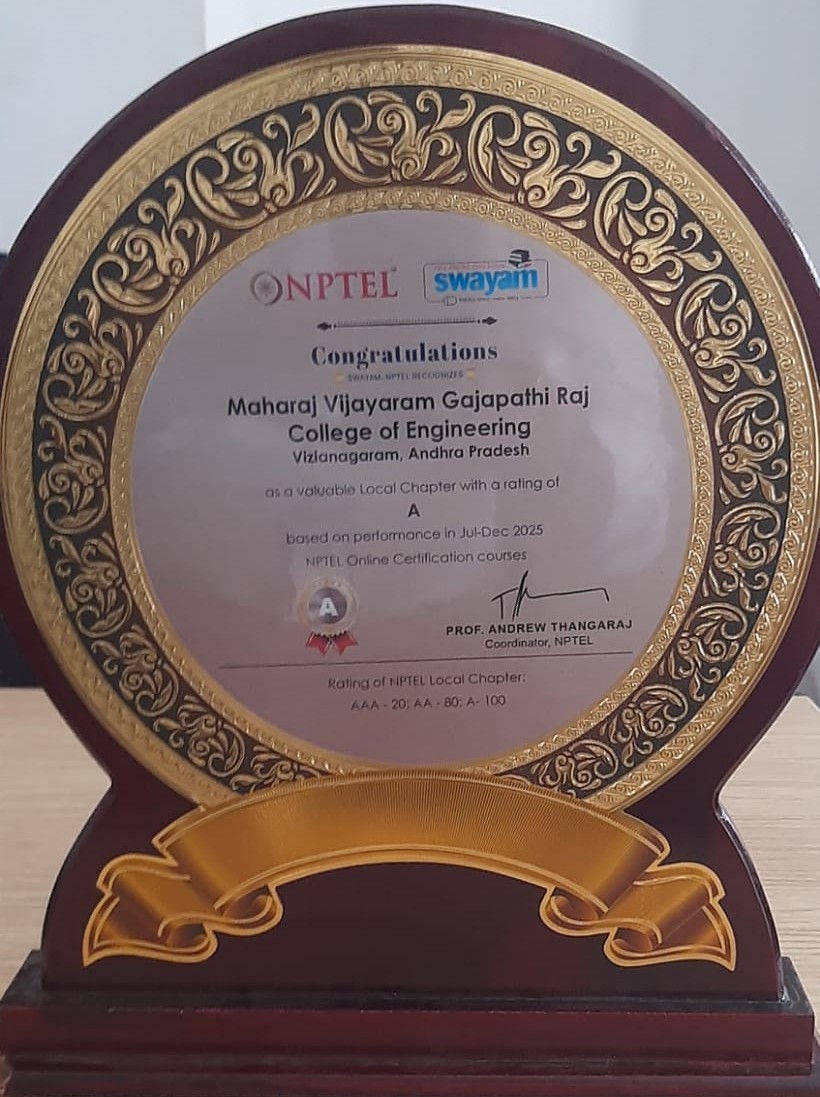 NPTEL
swayam
Congratulations
SWAYAM-NPTEL RECOGNIZES
Maharaj Vijayaram Gajapathi Raj
College of Engineering
Vizianagaram, Andhra Pradesh
as a valuable Local Chapter with a rating of
A
based on performance in Jul-Dec 2025
NPTEL Online Certification courses
A
PROF. ANDREW THANGARAJ
Coordinator, NPTEL
Rating of NPTEL Local Chapter:
AAA - 20; AA - 80; A- 100